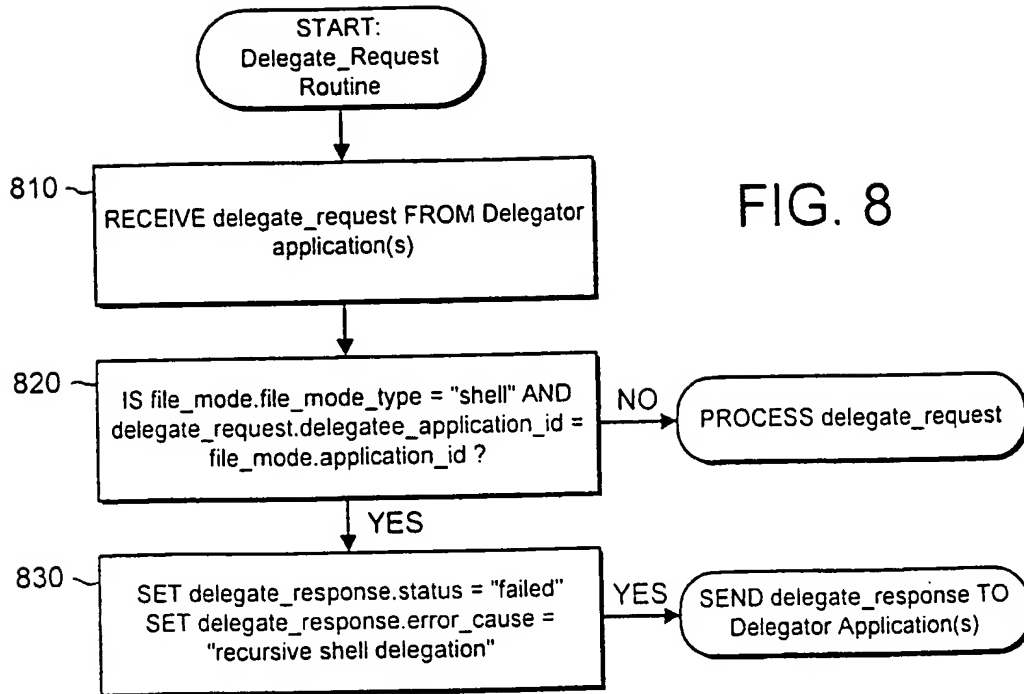 START:
Delegate_Request
Routine
810
RECEIVE delegate_request FROM Delegator
application(s)
FIG. 8
820
IS file_mode.file_mode_type = "shell" AND
delegate_request.delegatee_application_id =
file_mode.application_id ?
NO
PROCESS delegate_request
YES
830
SET delegate_response.status = "failed"
SET delegate_response.error_cause =
"recursive shell delegation"
YES
SEND delegate_response TO
Delegator Application(s)